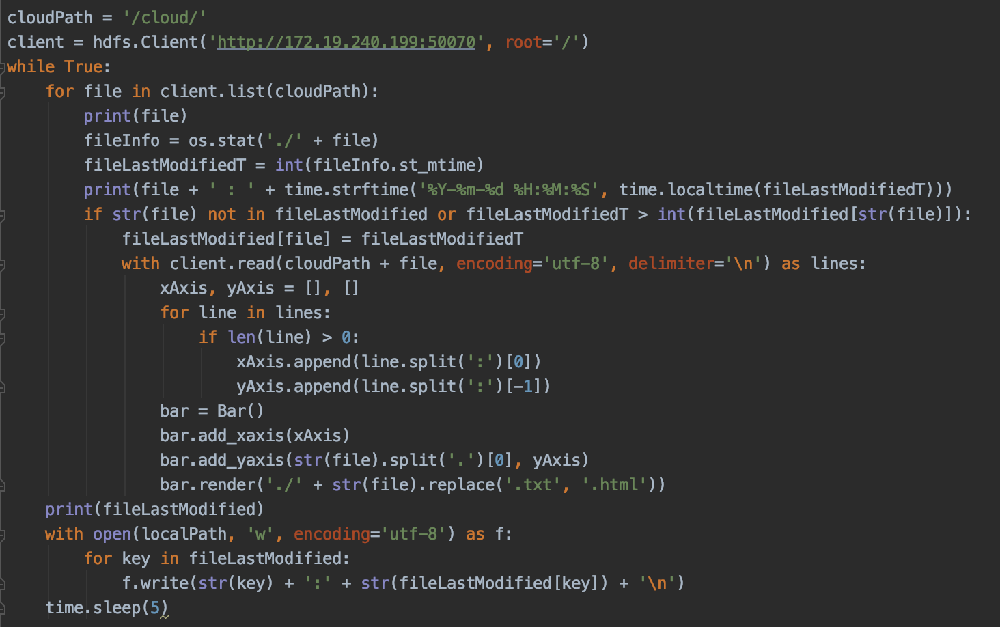 cloudPath = '/cloud/'
client = hdfs.Client('http://172.19.240.199:50070', root='/')
while True:
    for file in client.list(cloudPath):
        print(file)
        fileInfo = os.stat('./' + file)
        fileLastModifiedT = int(fileInfo.st_mtime)
        print(file + ' : ' + time.strftime('%Y-%m-%d %H:%M:%S', time.localtime(fileLastModifiedT)))
        if str(file) not in fileLastModified or fileLastModifiedT > int(fileLastModified[str(file)]):
            fileLastModified[file] = fileLastModifiedT
            with client.read(cloudPath + file, encoding='utf-8', delimiter='\n') as lines:
                xAxis, yAxis = [], []
                for line in lines:
                    if len(line) > 0:
                        xAxis.append(line.split(':')[0])
                        yAxis.append(line.split(':')[-1])
                bar = Bar()
                bar.add_xaxis(xAxis)
                bar.add_yaxis(str(file).split('.')[0], yAxis)
                bar.render('./' + str(file).replace('.txt', '.html'))
    print(fileLastModified)
    with open(localPath, 'w', encoding='utf-8') as f:
        for key in fileLastModified:
            f.write(str(key) + ':' + str(fileLastModified[key]) + '\n')
    time.sleep(5)